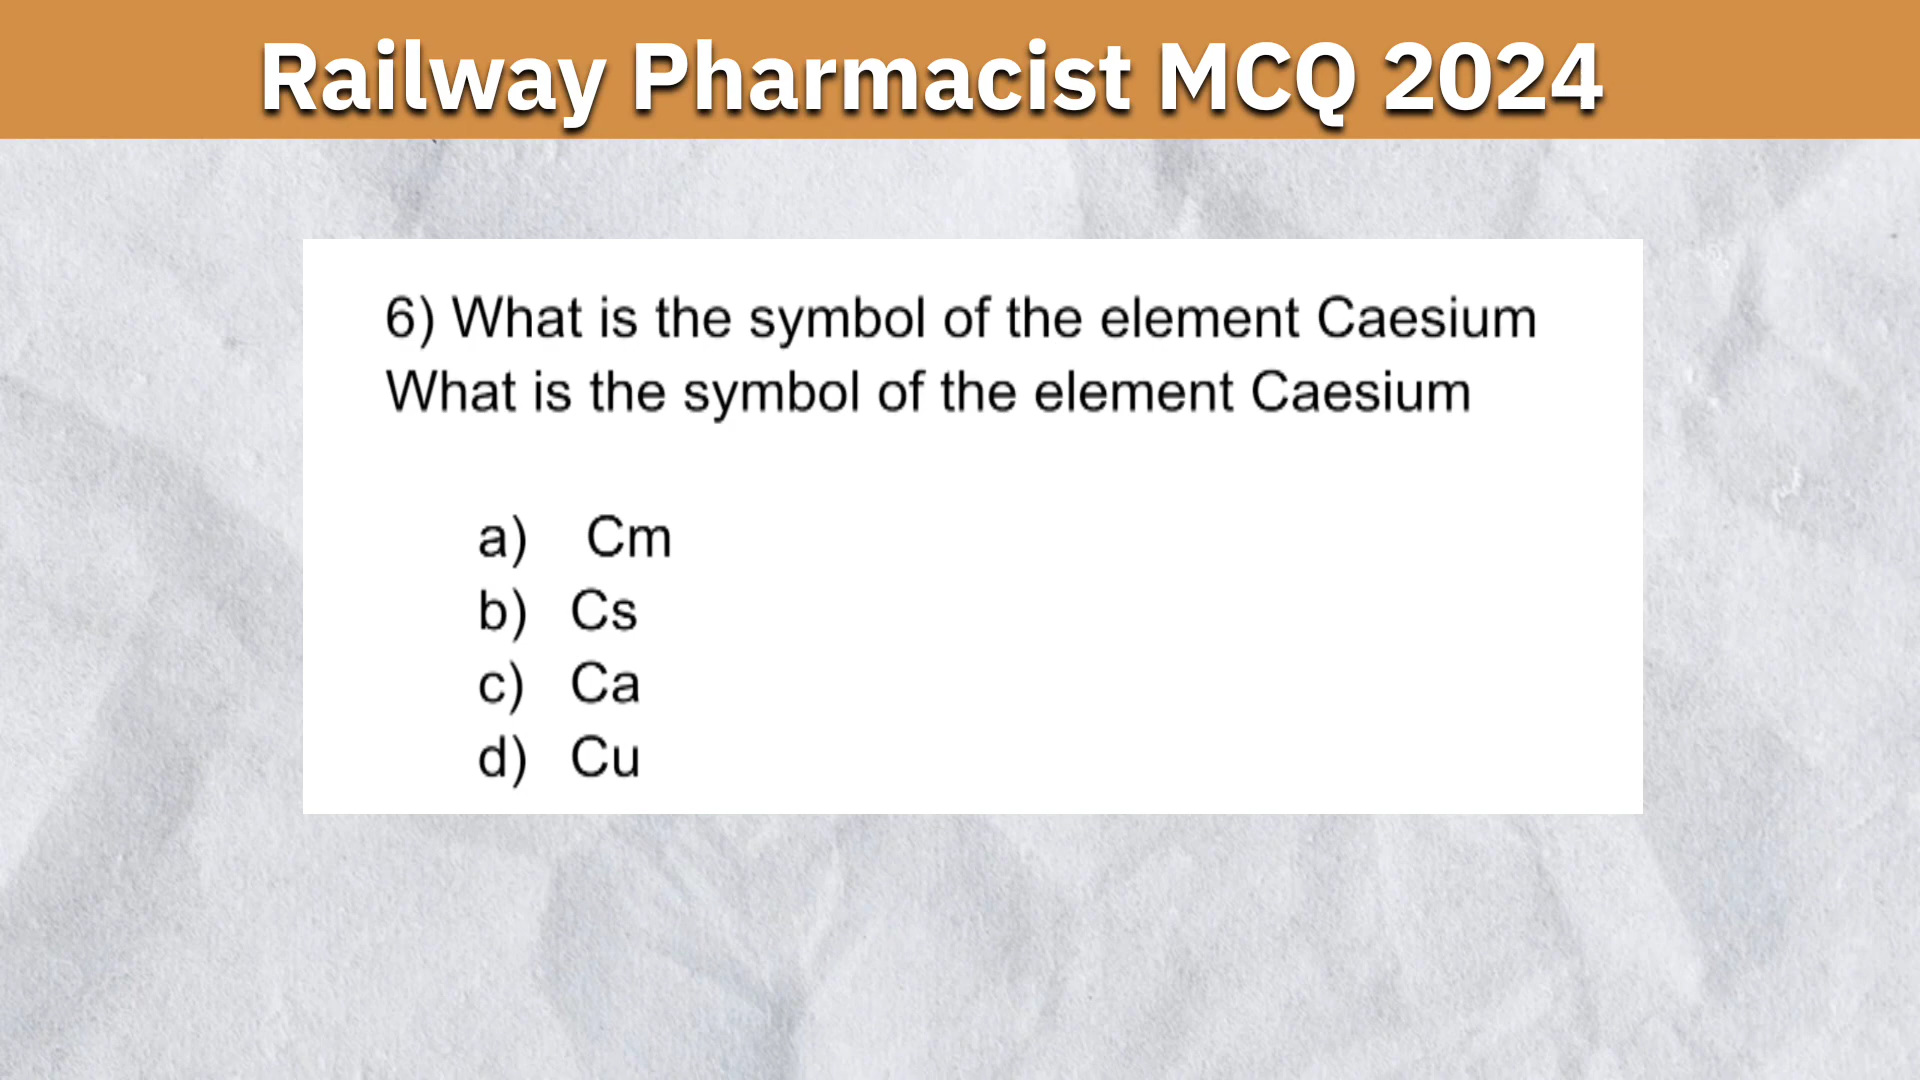 Railway Pharmacist MCQ 2024
6) What is the symbol of the element Caesium
What is the symbol of the element Caesium
a) Cm
b) Cs
c) Ca
d) Cu